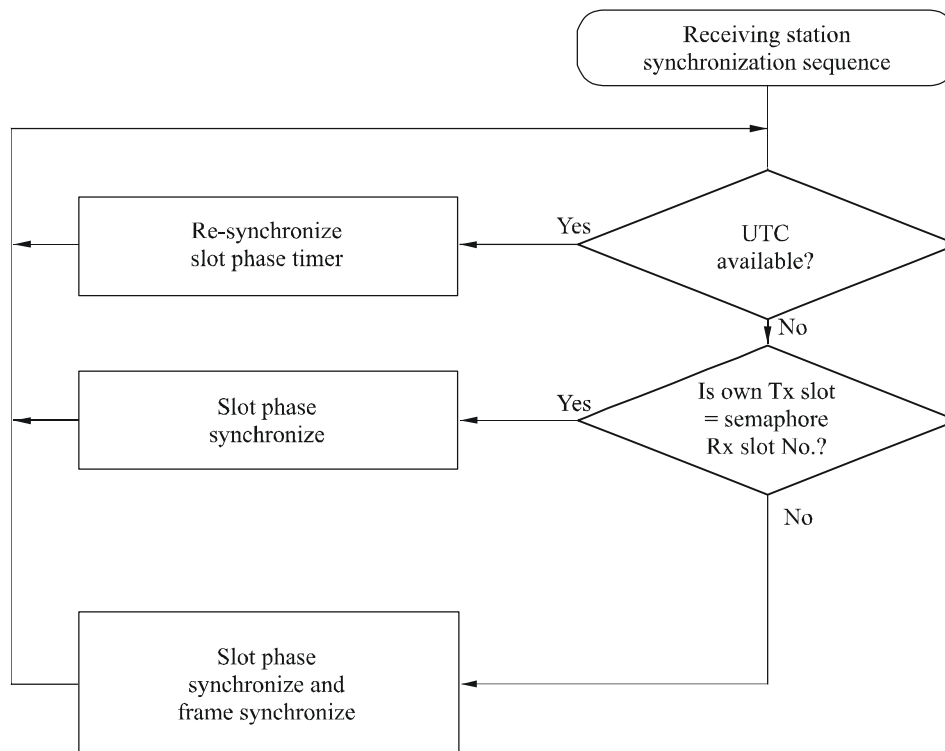 Receiving station
synchronization sequence
UTC
available?
Yes
Re-synchronize
slot phase timer
No
Is own Tx slot
= semaphore
Rx slot No.?
Yes
Slot phase
synchronize
No
Slot phase
synchronize and
frame synchronize